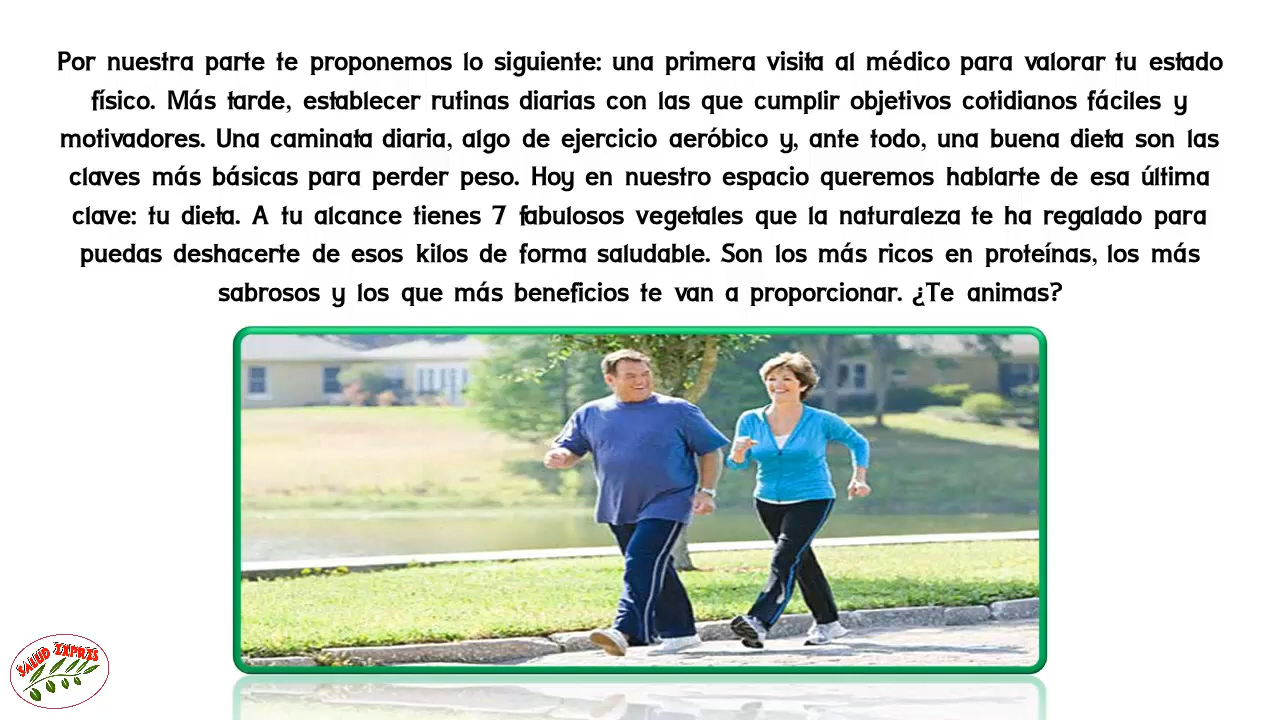 Por nuestra parte te proponemos lo siguiente: una primera visita al médico para valorar tu estado
físico. Más tarde, establecer rutinas diarias con las que cumplir objetivos cotidianos fáciles y
motivadores. Una caminata diaria, algo de ejercicio aeróbico y, ante todo, una buena dieta son las
claves más básicas para perder peso. Hoy en nuestro espacio queremos hablarte de esa última
clave: tu dieta. A tu alcance tienes 7 fabulosos vegetales que la naturaleza te ha regalado para
puedas deshacerte de esos kilos de forma saludable. Son los más ricos en proteínas, los más
sabrosos y los que más beneficios te van a proporcionar. ¿Te animas?
SALUD EXPRES